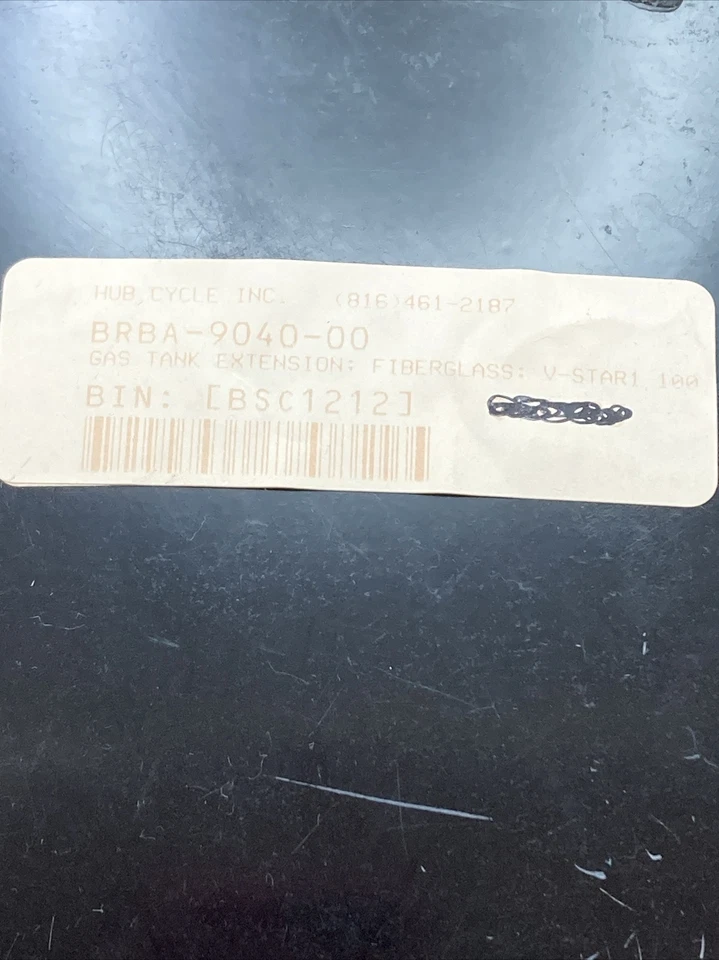 HUB CYCLE INC. (816)461-2187
BRBA-9040-00
GAS TANK EXTENSION; FIBERGLASS: V-STAR1 100
BIN: [BSC1212]